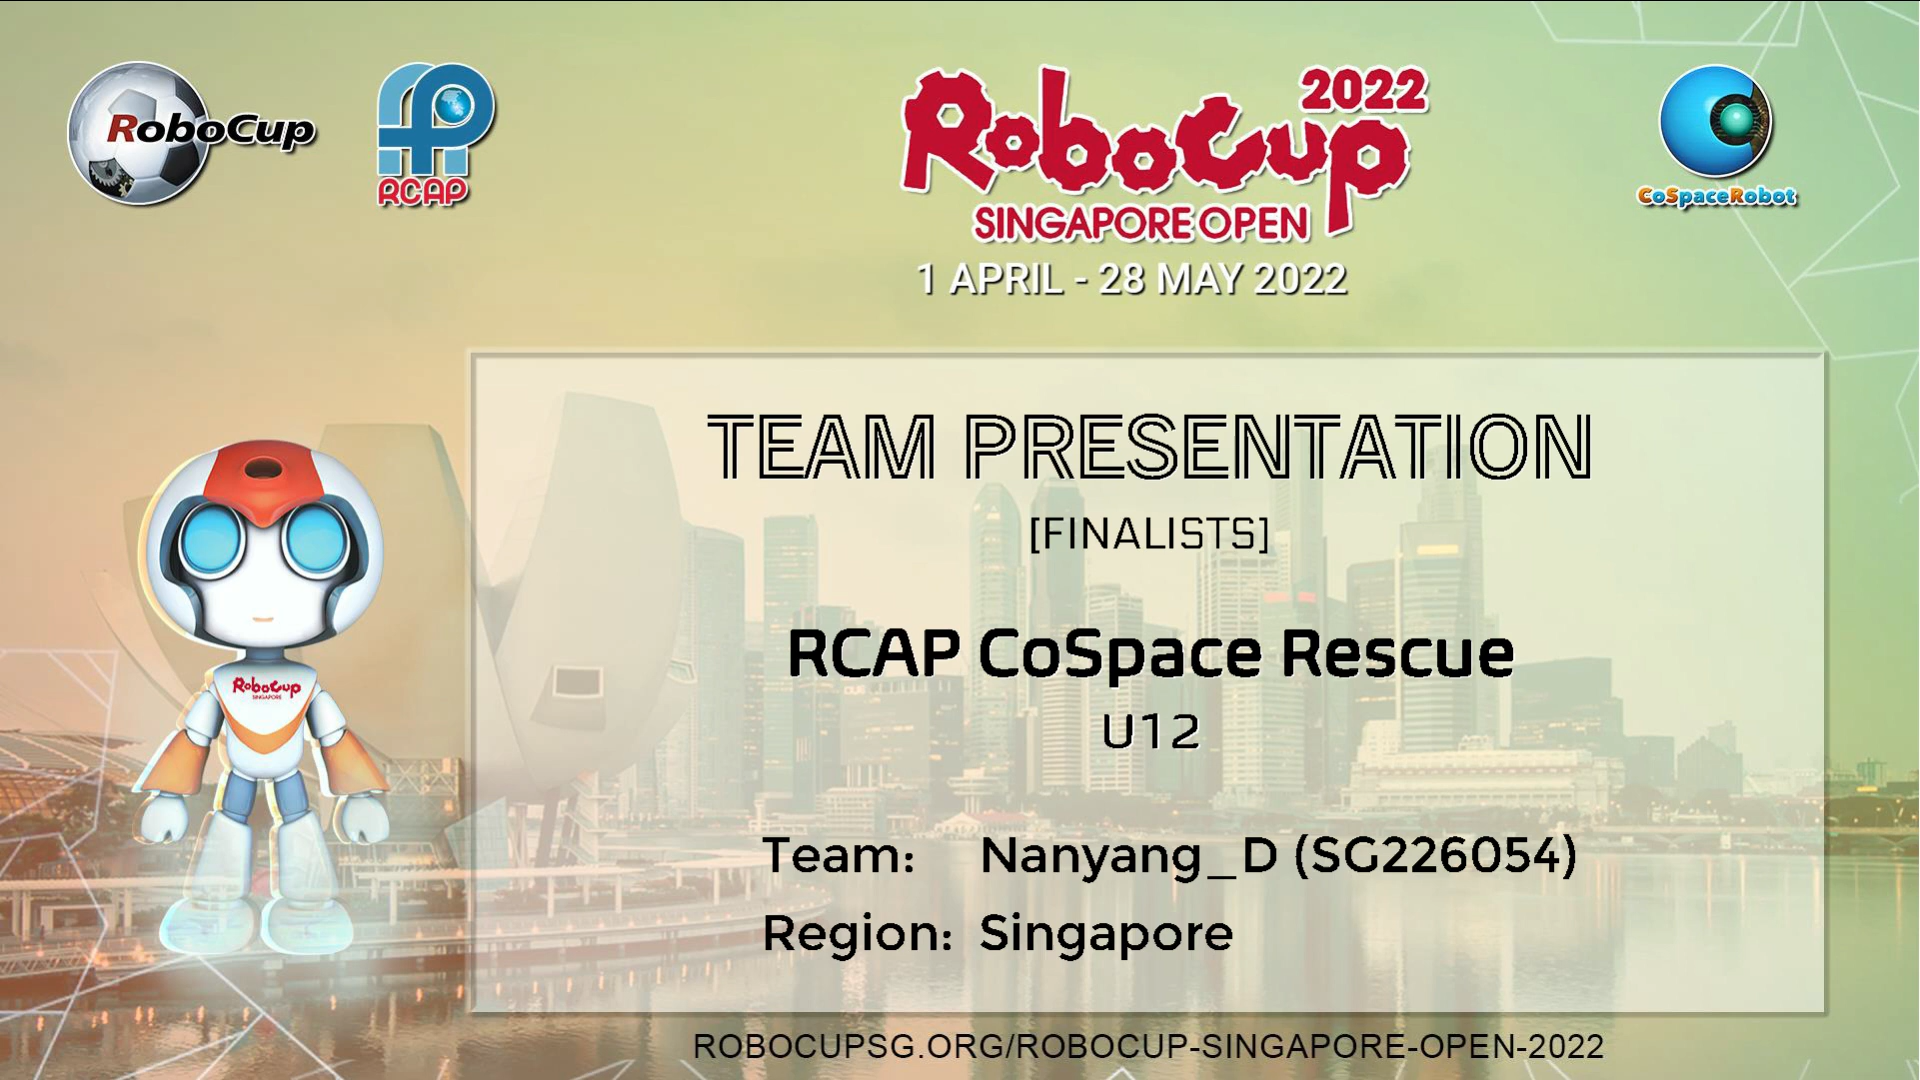 RoboCup
RCAP
RoboCup 2022
SINGAPORE OPEN
1 APRIL - 28 MAY 2022
CoSpaceRobot
TEAM PRESENTATION
[FINALISTS]
RCAP CoSpace Rescue
U12
RoboCup
SINGAPORE
Team: Nanyang_D (SG226054)
Region: Singapore
ROBOCUPSG.ORG/ROBOCUP-SINGAPORE-OPEN-2022